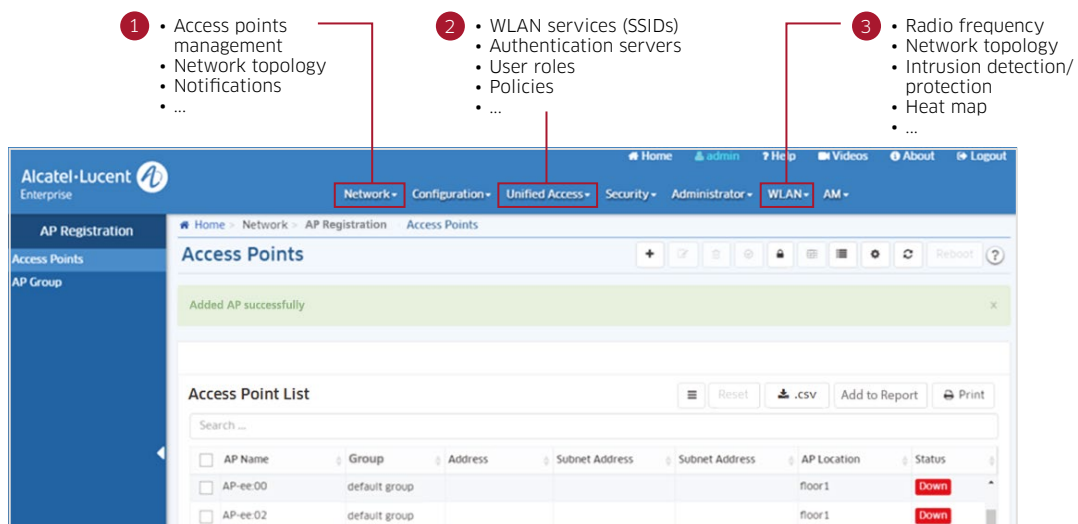 1
• Access points
management
• Network topology
• Notifications
• ...
2
• WLAN services (SSIDs)
• Authentication servers
• User roles
• Policies
• ...
3
• Radio frequency
• Network topology
• Intrusion detection/
protection
• Heat map
• ...
Alcatel•Lucent
Enterprise
Home admin ? Help Videos About Logout
Network Configuration Unified Access Security Administrator WLAN AM
AP Registration
Access Points
AP Group
Home > Network > AP Registration Access Points
Access Points
+ Reboot ?
Added AP successfully x
Access Point List
Reset .csv Add to Report Print
Search ...
AP Name Group Address Subnet Address Subnet Address AP Location Status
AP-ee:00 default group floor1 Down
AP-ee:02 default group floor1 Down